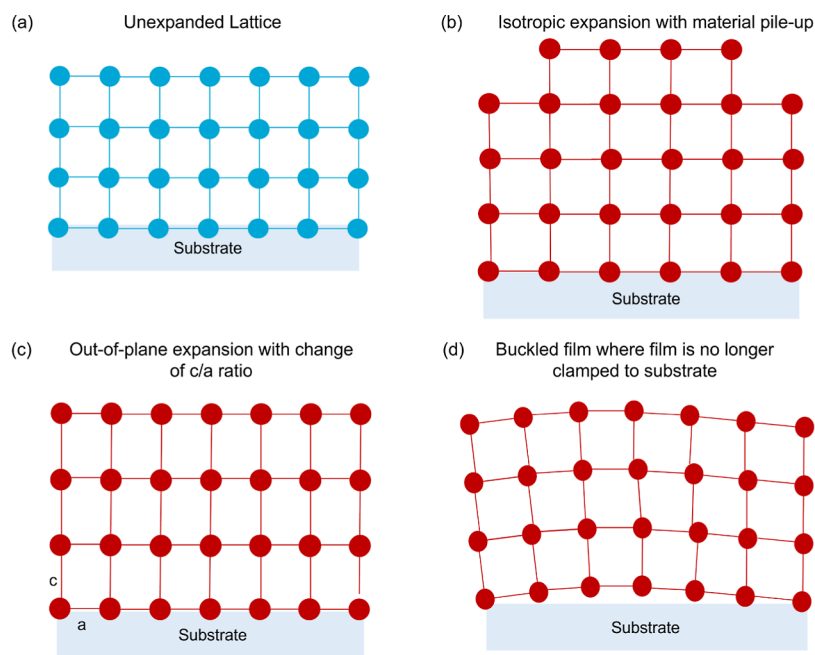 (a) Unexpanded Lattice
Substrate
(b) Isotropic expansion with material pile-up
Substrate
(c) Out-of-plane expansion with change
of c/a ratio
c
a
Substrate
(d) Buckled film where film is no longer
clamped to substrate
Substrate